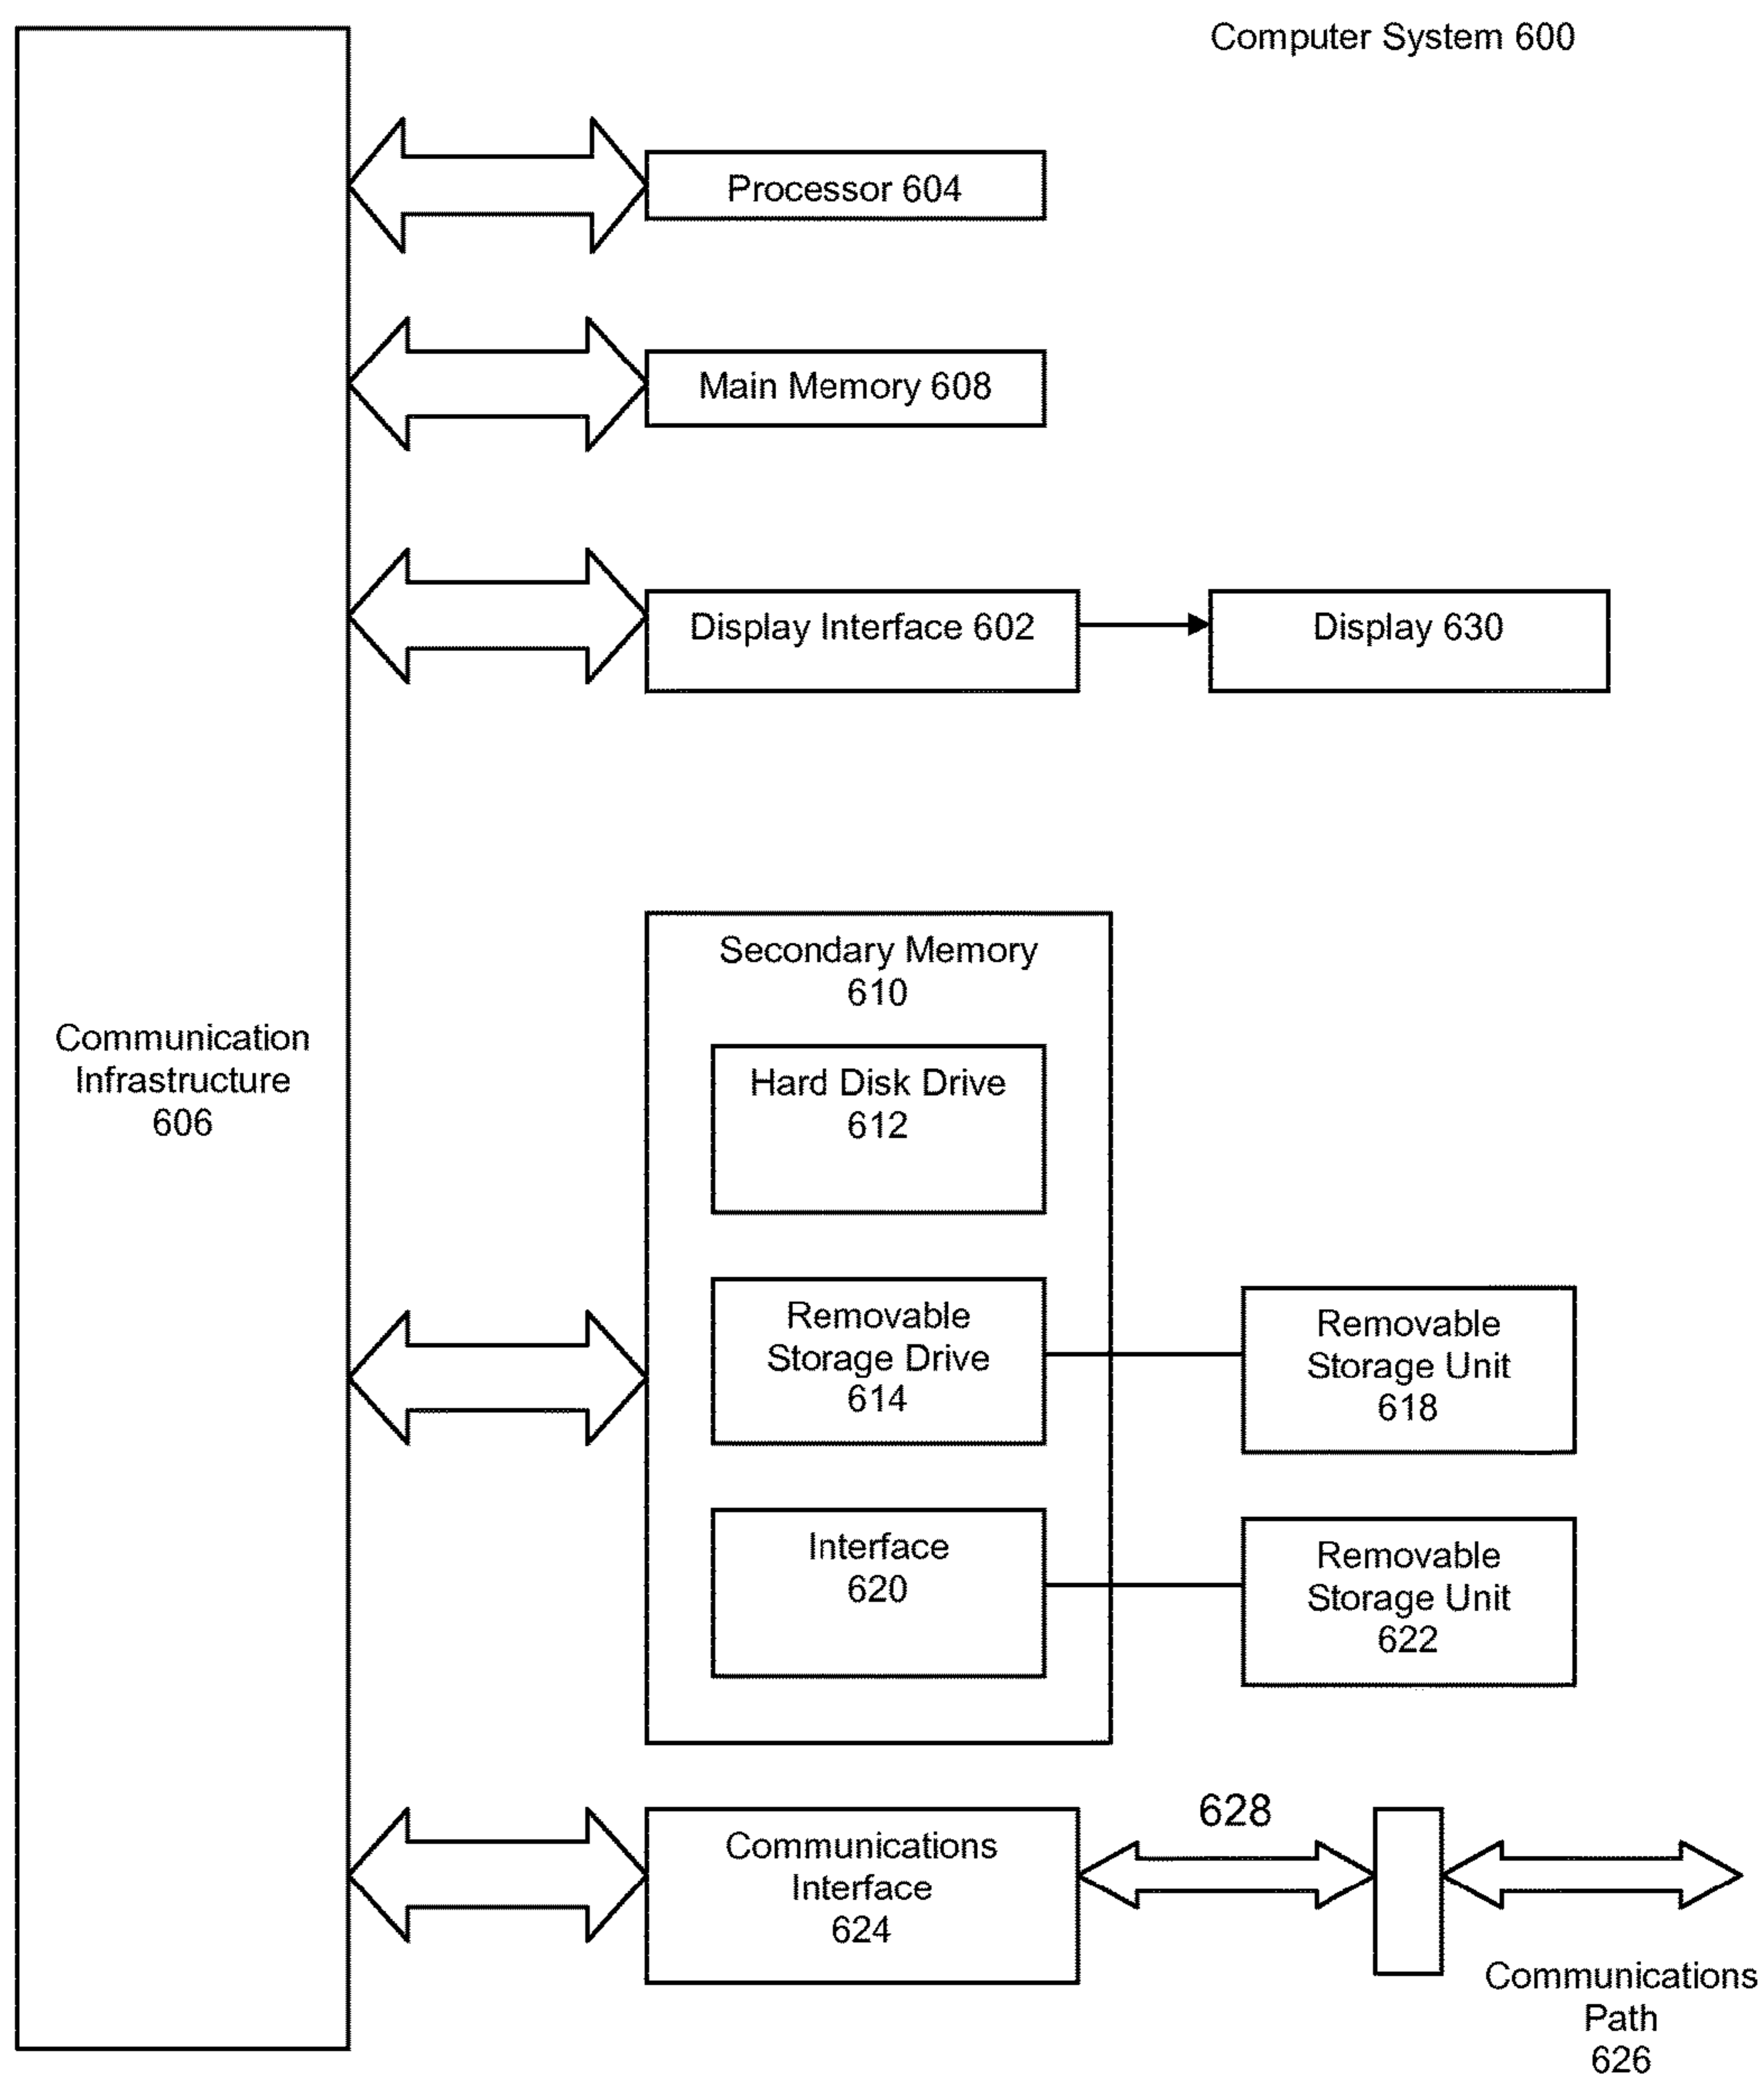 Computer System 600
Processor 604
Main Memory 608
Display Interface 602
Display 630
Communication
Infrastructure
606
Secondary Memory
610
Hard Disk Drive
612
Removable
Storage Drive
614
Removable
Storage Unit
618
Interface
620
Removable
Storage Unit
622
Communications
Interface
624
628
Communications
Path
626